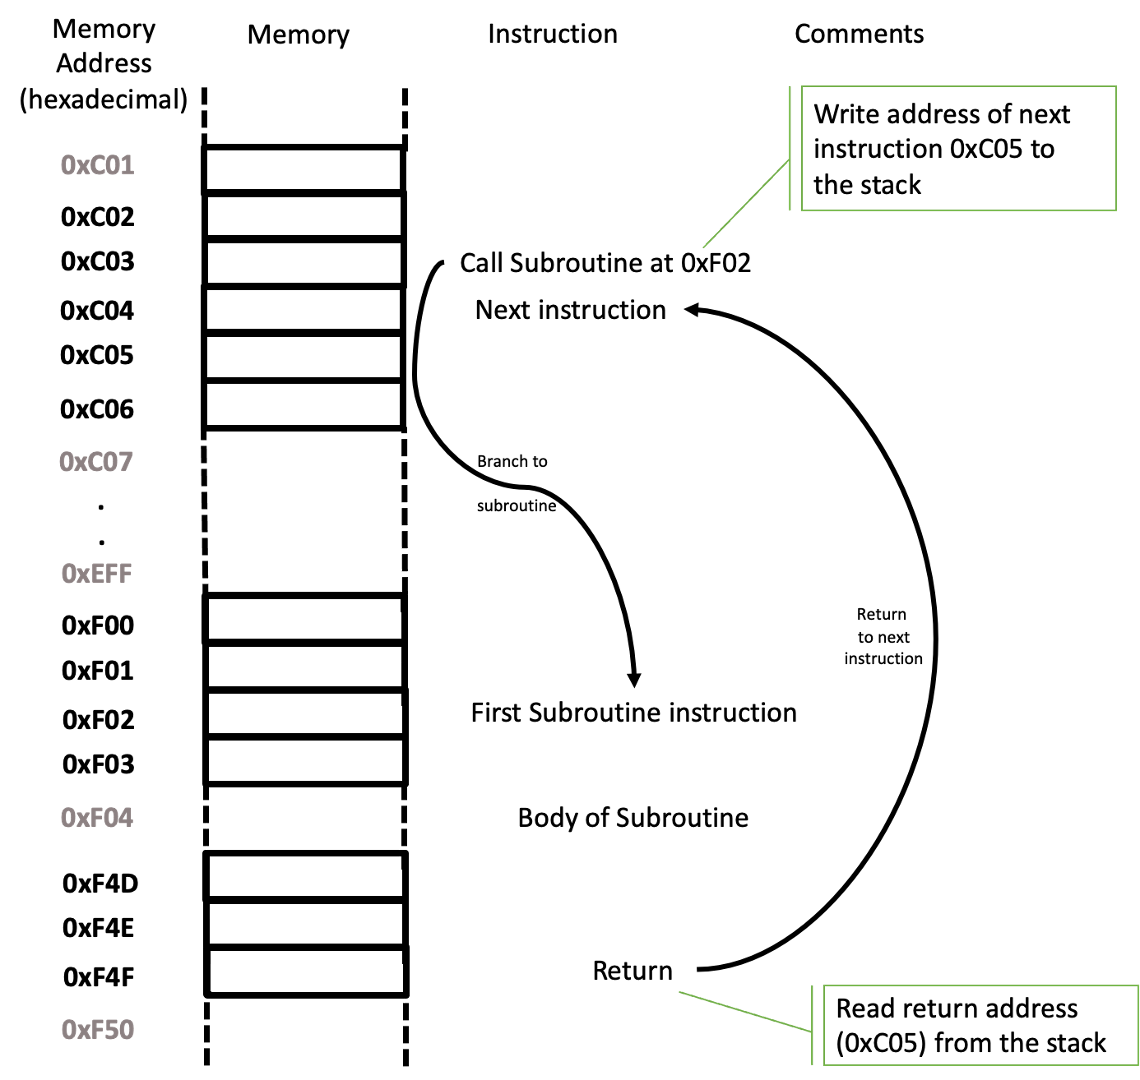 Memory
Address
(hexadecimal)
Memory
Instruction
Comments
Write address of next
instruction 0xC05 to
the stack
0xC01
0xC02
0xC03
Call Subroutine at 0xF02
0xC04
Next instruction
0xC05
0xC06
0xC07
Branch to
subroutine
.
.
0xEFF
0xF00
Return
to next
instruction
0xF01
0xF02
First Subroutine instruction
0xF03
0xF04
Body of Subroutine
0xF4D
0xF4E
0xF4F
Return
Read return address
(0xC05) from the stack
0xF50